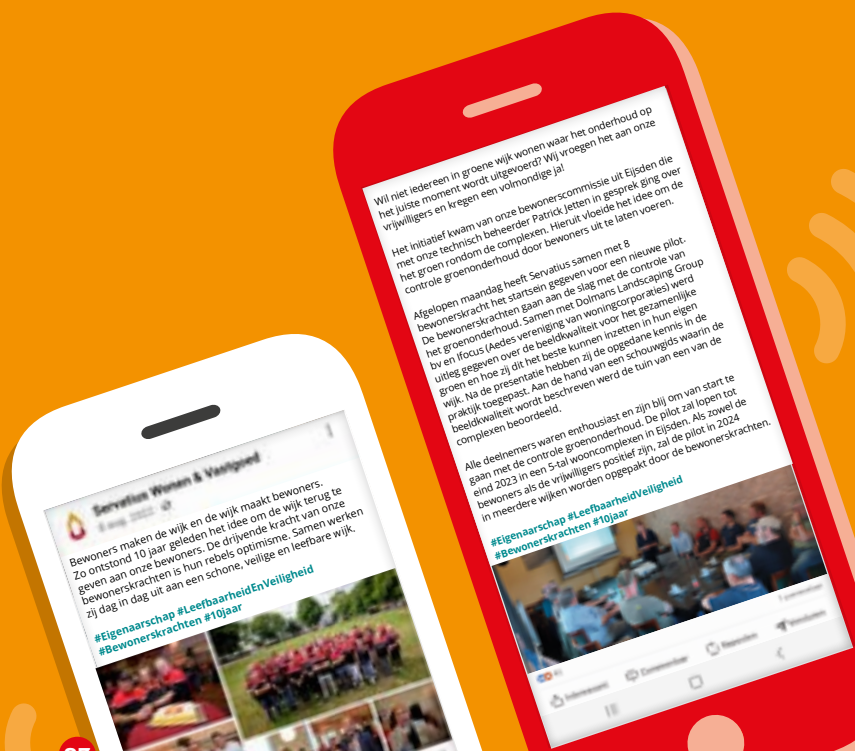 Servatius Wonen & Vastgoed
Bewoners maken de wijk en de wijk maakt bewoners.
Zo ontstond 10 jaar geleden het idee om de wijk terug te
geven aan onze bewoners. De drijvende kracht van onze
bewonerskrachten is hun rebels optimisme. Samen werken
zij dag in dag uit aan een schone, veilige en leefbare wijk.
#Eigenaarschap #LeefbaarheidEnVeiligheid
#Bewonerskrachten #10jaar
Wil niet iedereen in groene wijk wonen waar het onderhoud op
het juiste moment wordt uitgevoerd? Wij vroegen het aan onze
vrijwilligers en kregen een volmondige ja!
Het initiatief kwam van onze bewonerscommissie uit Eijsden die
met onze technisch beheerder Patrick Jetten in gesprek ging over
het groen rondom de complexen. Hieruit vloeide het idee om de
controle groenonderhoud door bewoners uit te laten voeren.
Afgelopen maandag heeft Servatius samen met 8
bewonerskracht het startsein gegeven voor een nieuwe pilot.
De bewonerskrachten gaan aan de slag met de controle van
het groenonderhoud. Samen met Dolmans Landscaping Group
bv en Ifocus (Aedes vereniging van woningcorporaties) werd
uitleg gegeven over de beeldkwaliteit voor het gezamenlijke
groen en hoe zij dit het beste kunnen inzetten in hun eigen
wijk. Na de presentatie hebben zij de opgedane kennis in de
praktijk toegepast. Aan de hand van een schouwgids waarin de
beeldkwaliteit wordt beschreven werd de tuin van een van de
complexen beoordeeld.
Alle deelnemers waren enthousiast en zijn blij om van start te
gaan met de controle groenonderhoud. De pilot zal lopen tot
eind 2023 in een 5-tal wooncomplexen in Eijsden. Als zowel de
bewoners als de vrijwilligers positief zijn, zal de pilot in 2024
in meerdere wijken worden opgepakt door de bewonerskrachten.
#Eigenaarschap #LeefbaarheidVeiligheid
#Bewonerskrachten #10jaar